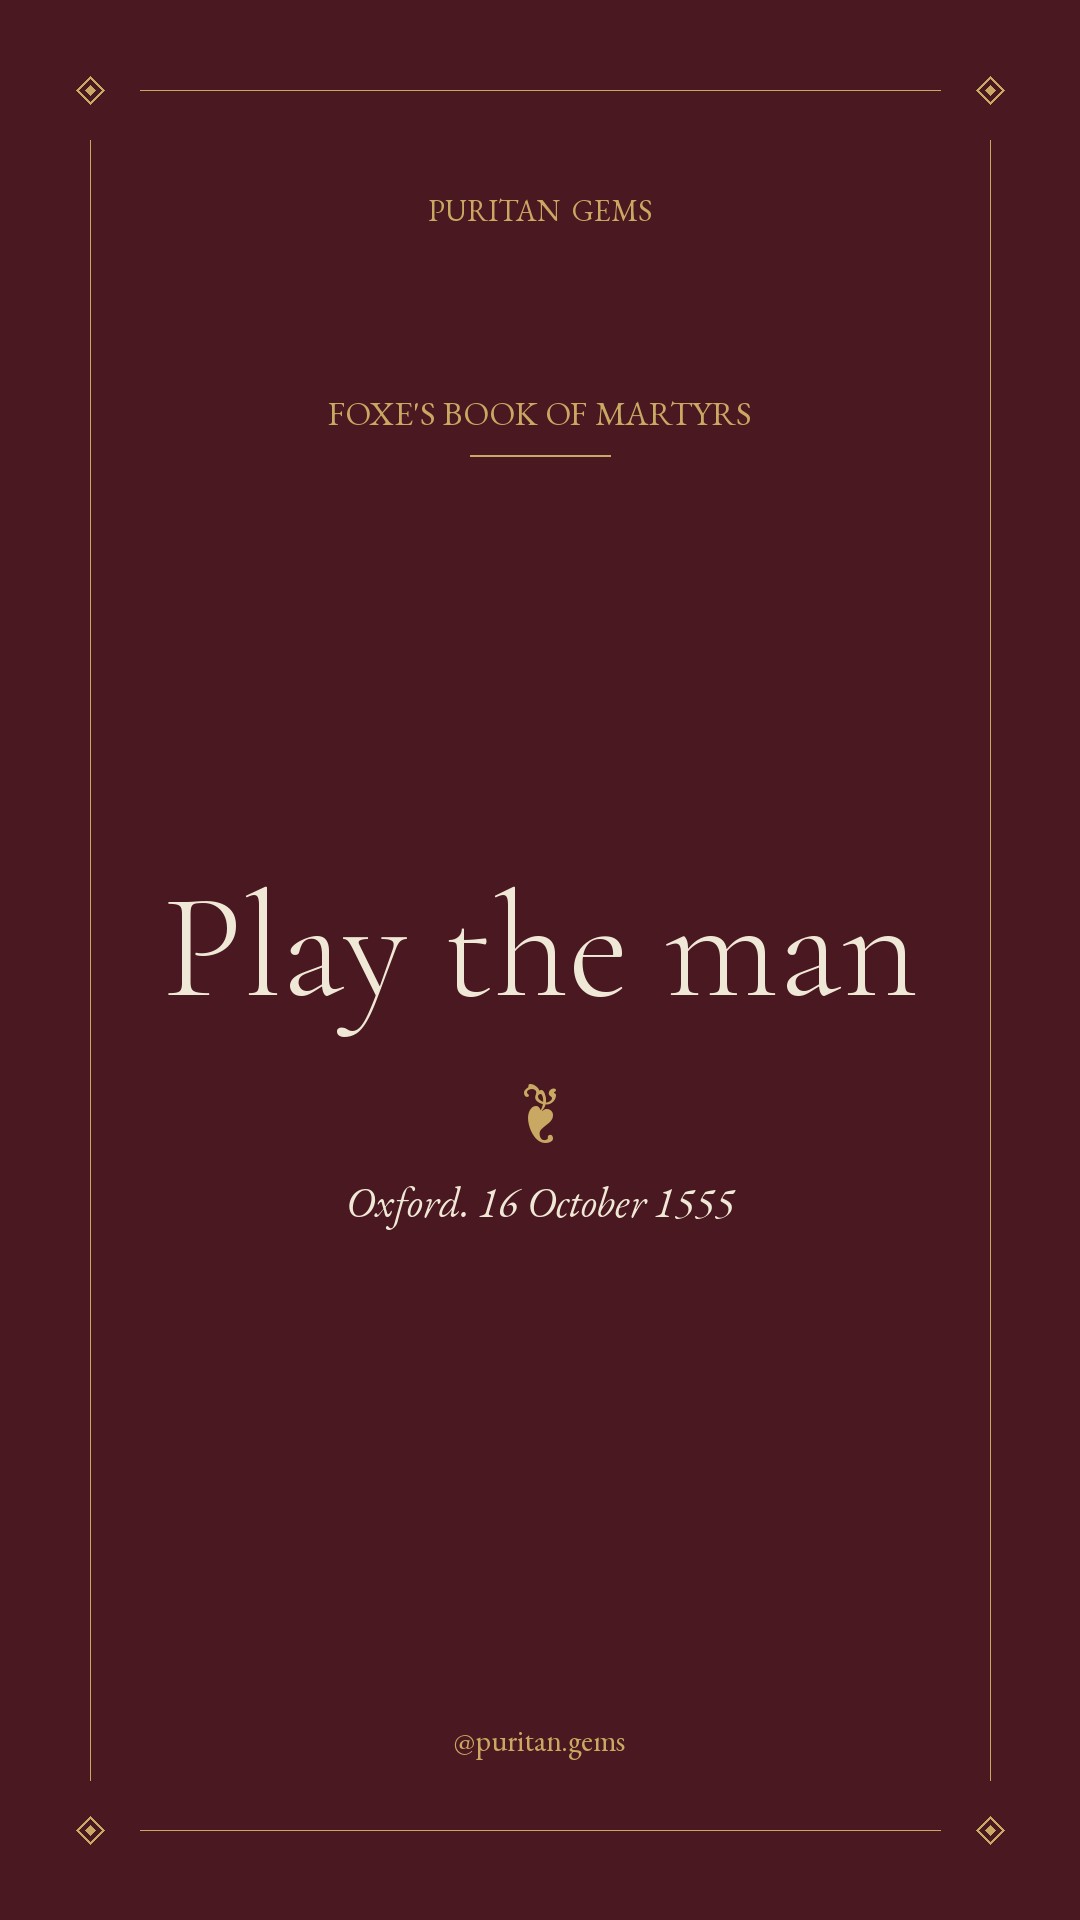 PURITAN GEMS
FOXE'S BOOK OF MARTYRS
Play the man
Oxford. 16 October 1555
@puritan.gems